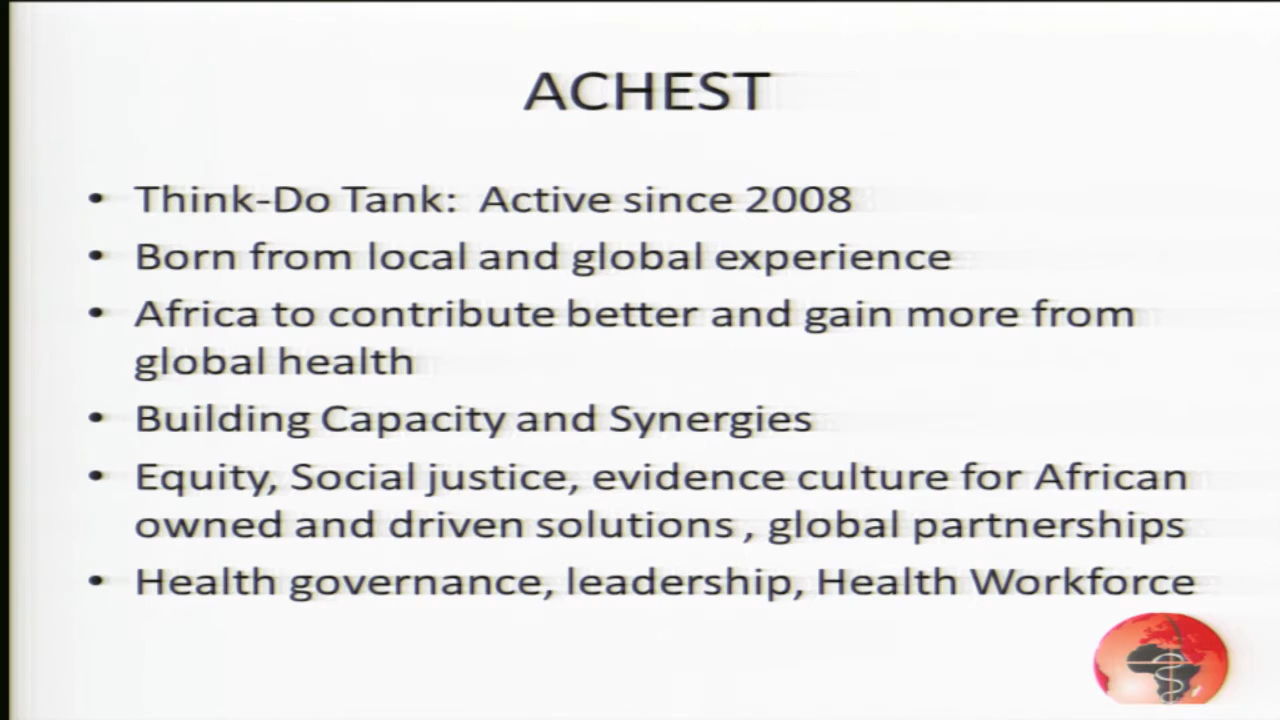 ACHEST
• Think-Do Tank:  Active since 2008
• Born from local and global experience
• Africa to contribute better and gain more from
global health
• Building Capacity and Synergies
• Equity, Social justice, evidence culture for African
owned and driven solutions , global partnerships
• Health governance, leadership, Health Workforce